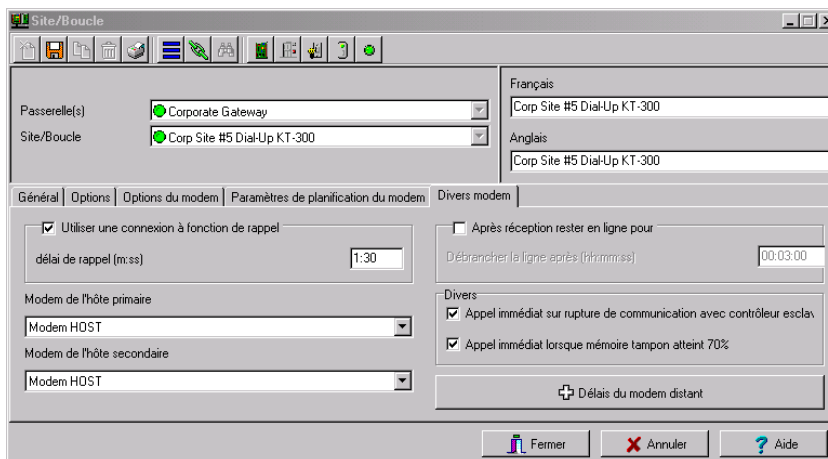 Site/Boucle
Passerelle(s)
Corporate Gateway
Site/Boucle
Corp Site #5 Dial-Up KT-300
Français
Corp Site #5 Dial-Up KT-300
Anglais
Corp Site #5 Dial-Up KT-300
Général Options Options du modem Paramètres de planification du modem Divers modem
Utiliser une connexion à fonction de rappel
délai de rappel (m:ss) 1:30
Modem de l'hôte primaire
Modem HOST
Modem de l'hôte secondaire
Modem HOST
Après réception rester en ligne pour
Débrancher la ligne après (hh:mm:ss) 00:03:00
Divers
Appel immédiat sur rupture de communication avec contrôleur esclav
Appel immédiat lorsque mémoire tampon atteint 70%
Délais du modem distant
Fermer Annuler Aide